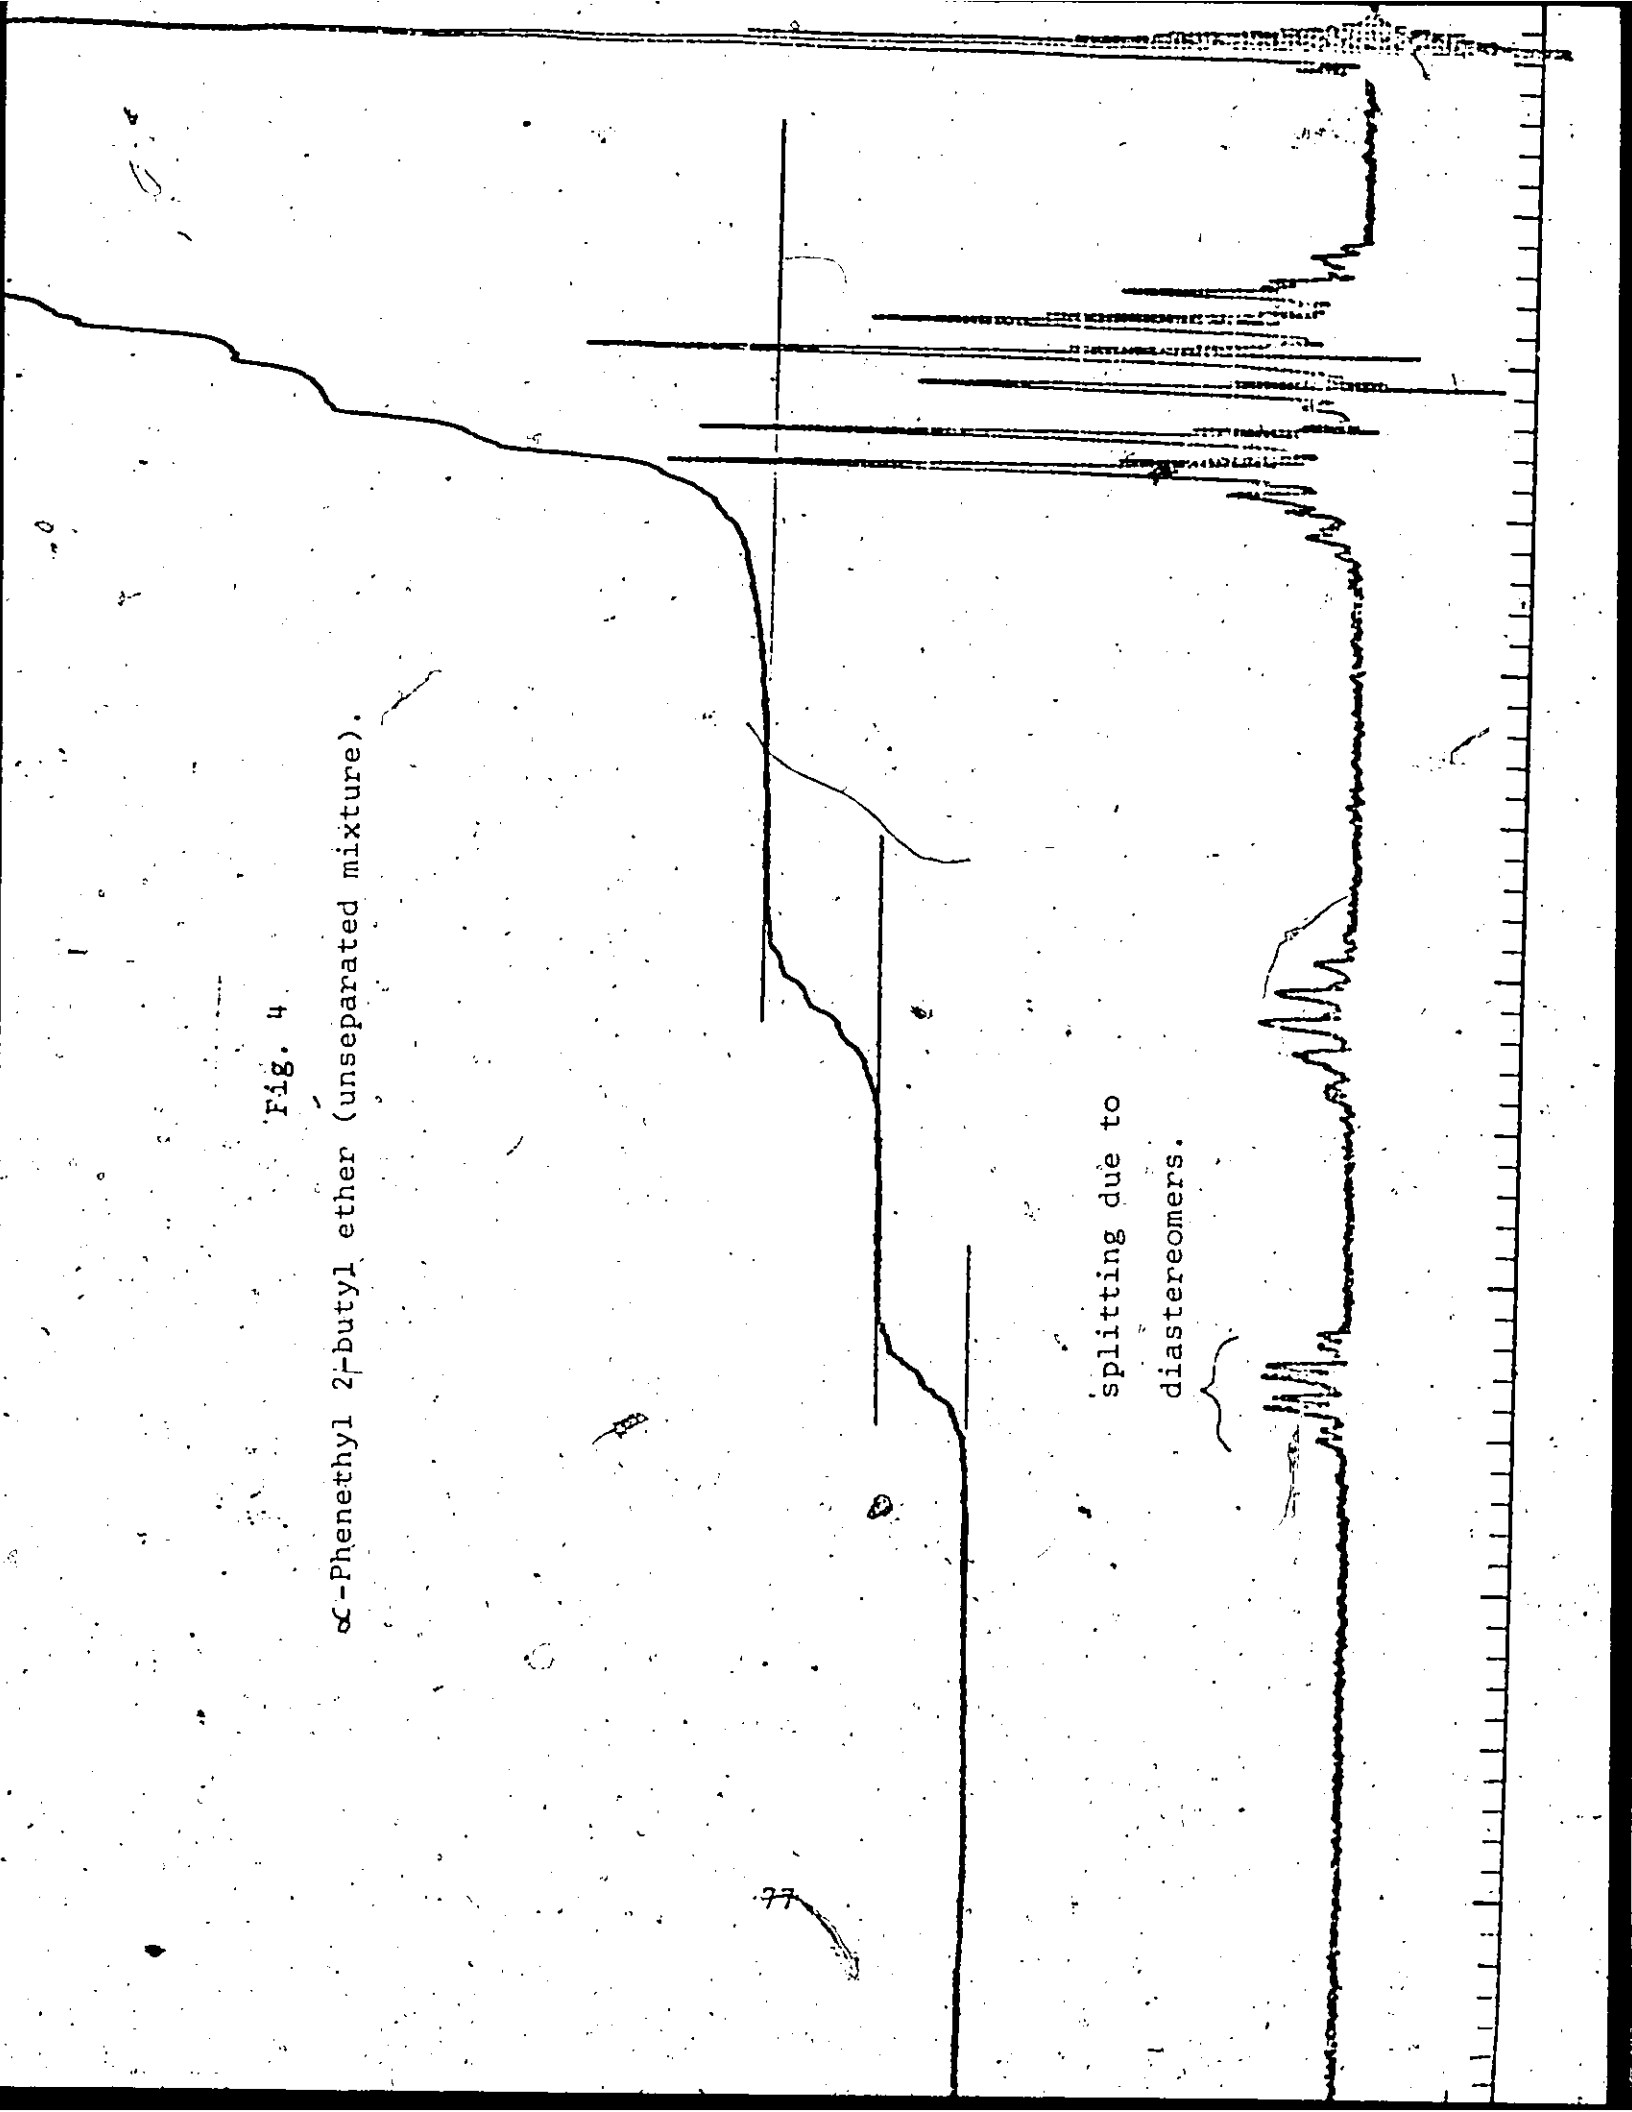 Fig. 4
α-Phenethyl 2-butyl ether (unseparated mixture).
splitting due to
diastereomers.
77